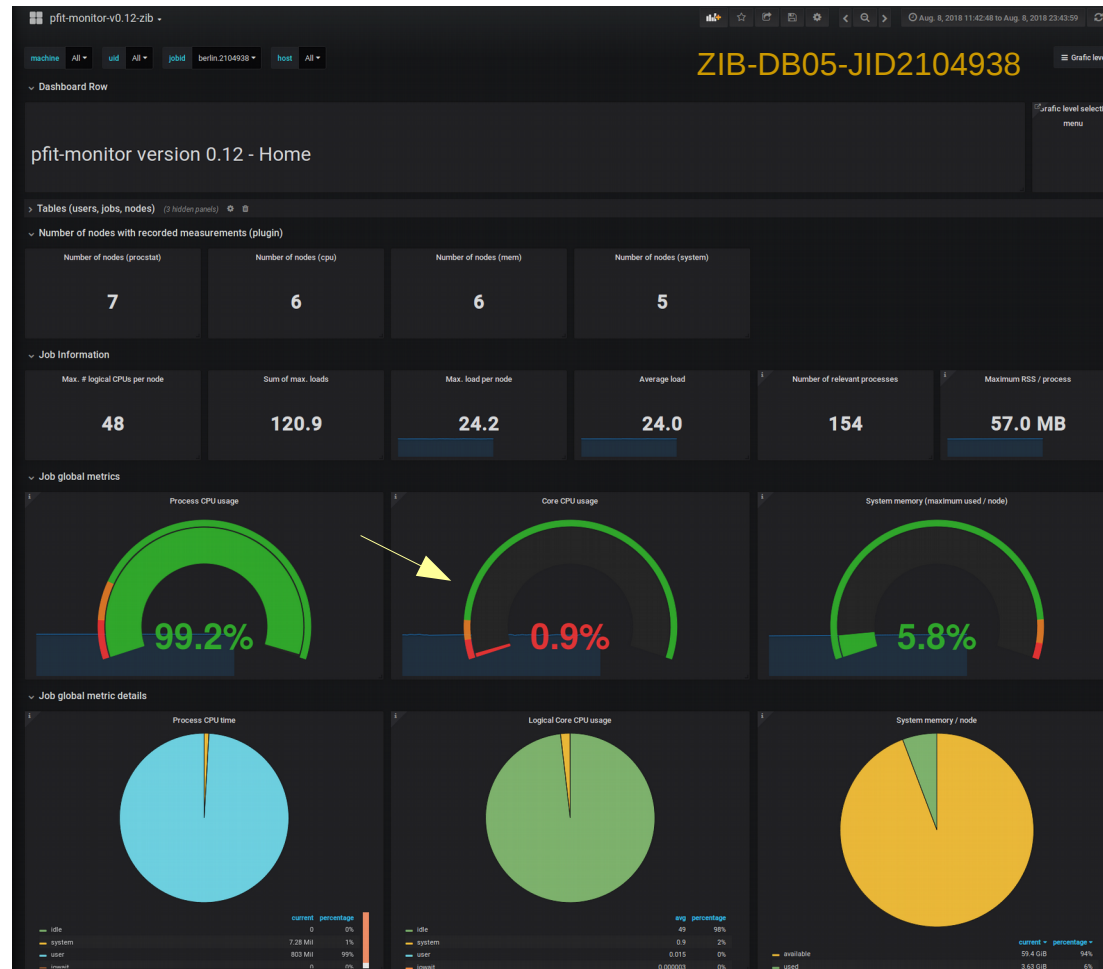 pfit-monitor-v0.12-zib
Aug. 8, 2018 11:42:48 to Aug. 8, 2018 23:43:59
machine All uid All jobid berlin.2104938 host All
ZIB-DB05-JID2104938
Grafic leve
Dashboard Row
pfit-monitor version 0.12 - Home
Grafic level selecti
menu
Tables (users, jobs, nodes) (3 hidden panels)
Number of nodes with recorded measurements (plugin)
Number of nodes (procstat) Number of nodes (cpu) Number of nodes (mem) Number of nodes (system)
7 6 6 5
Job Information
Max. # logical CPUs per node Sum of max. loads Max. load per node Average load Number of relevant processes Maximum RSS / process
48 120.9 24.2 24.0 154 57.0 MB
Job global metrics
Process CPU usage Core CPU usage System memory (maximum used / node)
99.2% 0.9% 5.8%
Job global metric details
Process CPU time Logical Core CPU usage System memory / node
current percentage
idle 0 0%
system 7.28 Mil 1%
user 803 Mil 99%
iowait 0 0%
avg percentage
idle 49 98%
system 0.9 2%
user 0.015 0%
iowait 0.000003 0%
current percentage
available 59.4 GiB 94%
used 3.63 GiB 6%